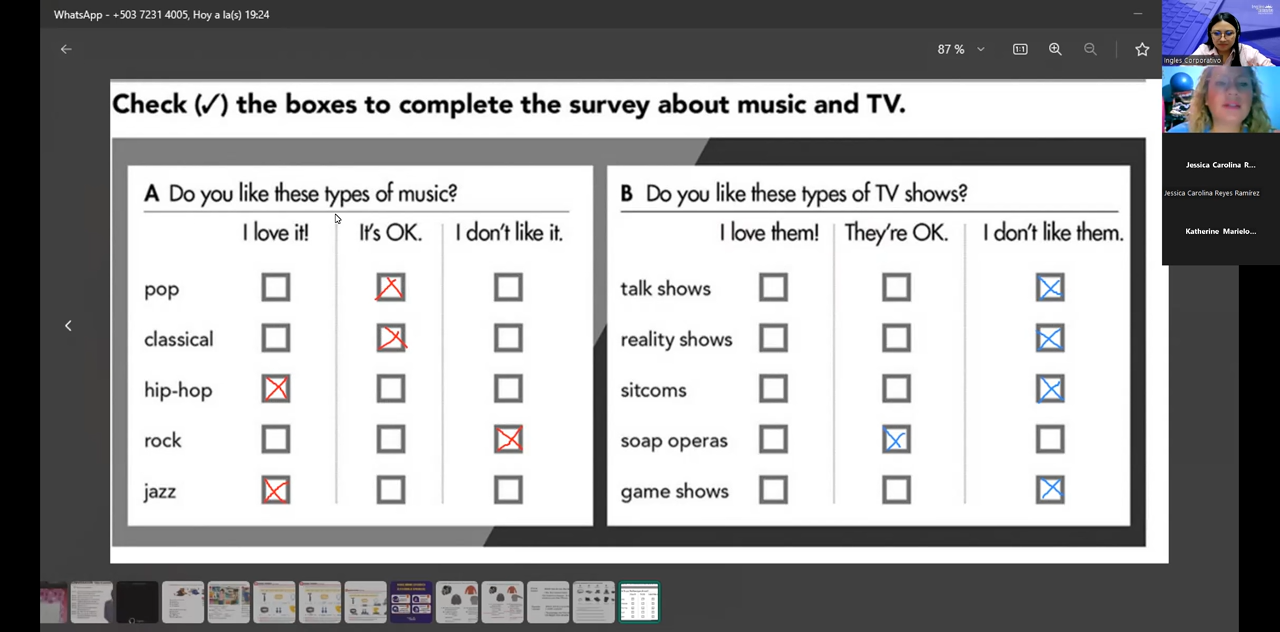 WhatsApp - +503 7231 4005, Hoy a la(s) 19:24
87 %
1:1
Check (✓) the boxes to complete the survey about music and TV.
A Do you like these types of music?
I love it! It's OK. I don't like it.
pop
classical
hip-hop
rock
jazz
B Do you like these types of TV shows?
I love them! They're OK. I don't like them.
talk shows
reality shows
sitcoms
soap operas
game shows
Ingles Corporativo
Jessica Carolina R...
Jessica Carolina Reyes Ramírez
Katherine Marielo...